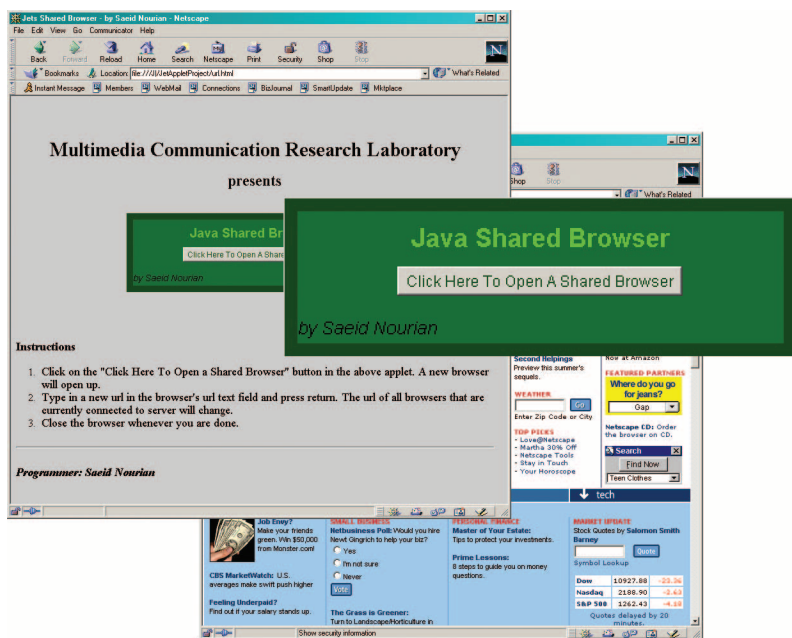 Jets Shared Browser - by Saeid Nourian - Netscape
File Edit View Go Communicator Help
Back Forward Reload Home Search Netscape Print Security Shop Stop
Bookmarks Location: file:///J|/JetAppletProject/url.html What's Related
Instant Message Members WebMail Connections BizJournal SmartUpdate Mktplace
Multimedia Communication Research Laboratory
presents
Java Shared Br
Click Here To Open A Shar
by Saeid Nourian
Instructions
1. Click on the "Click Here To Open a Shared Browser" button in the above applet. A new browser
will open up.
2. Type in a new url in the browser's url text field and press return. The url of all browsers that are
currently connected to server will change.
3. Close the browser whenever you are done.
Programmer: Saeid Nourian
Shop Stop
What's Related
Java Shared Browser
Click Here To Open A Shared Browser
by Saeid Nourian
Second Helpings
Preview this summer's
sequels.
WEATHER
Go
Enter Zip Code or City
TOP PICKS
- Love@Netscape
- Martha 30% Off
- Netscape Tools
- Stay in Touch
- Your Horoscope
Now at Amazon
FEATURED PARTNERS
Where do you go
for jeans?
Gap
Netscape CD: Order
the browser on CD.
Search
Find Now
Teen Clothes
tech
Job Envy?
Make your friends
green. Win $50,000
from Monster.com!
CBS MarketWatch: U.S.
averages make swift push higher
Feeling Underpaid?
Find out if your salary stands up.
SMALL BUSINESS
Hotbusiness Poll: Would you hire
Newt Gingrich to help your biz?
Yes
I'm not sure
Never
Vote
The Grass is Greener:
Turn to Landscape/Horticulture in
PERSONAL FINANCE
Master of Your Estate:
Tips to protect your investments.
Prime Lessons:
8 steps to guide you on money
questions.
MARKET UPDATE
Stock Quotes by Salomon Smith
Barney
Quote
Symbol Lookup
Dow 10927.88 -22.36
Nasdaq 2188.90 -2.63
S&P 500 1262.43 -4.18
Quotes delayed by 20
minutes.
Show security information